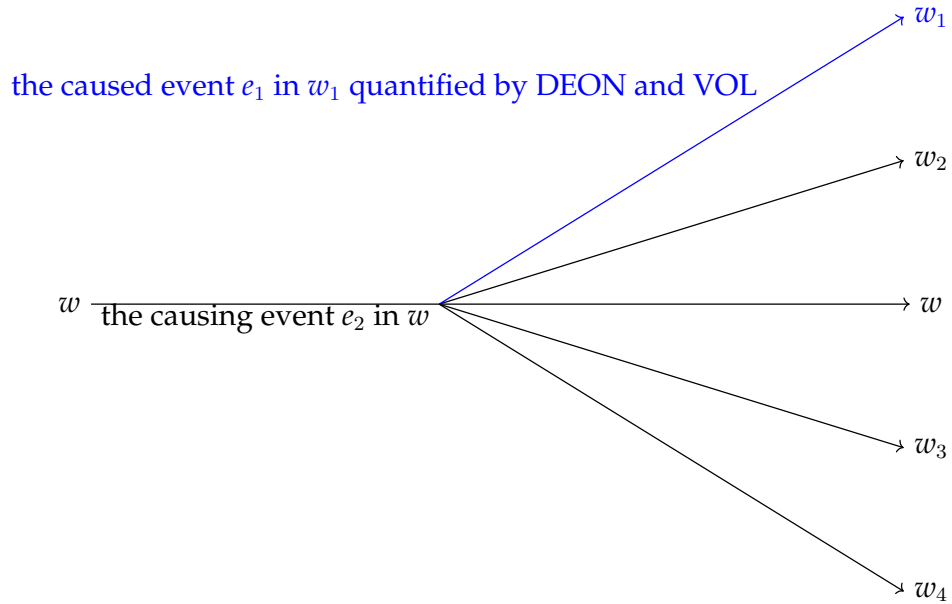 w₁
the caused event e₁ in w₁ quantified by DEON and VOL
w₂
w
w
the causing event e₂ in w
w₃
w₄